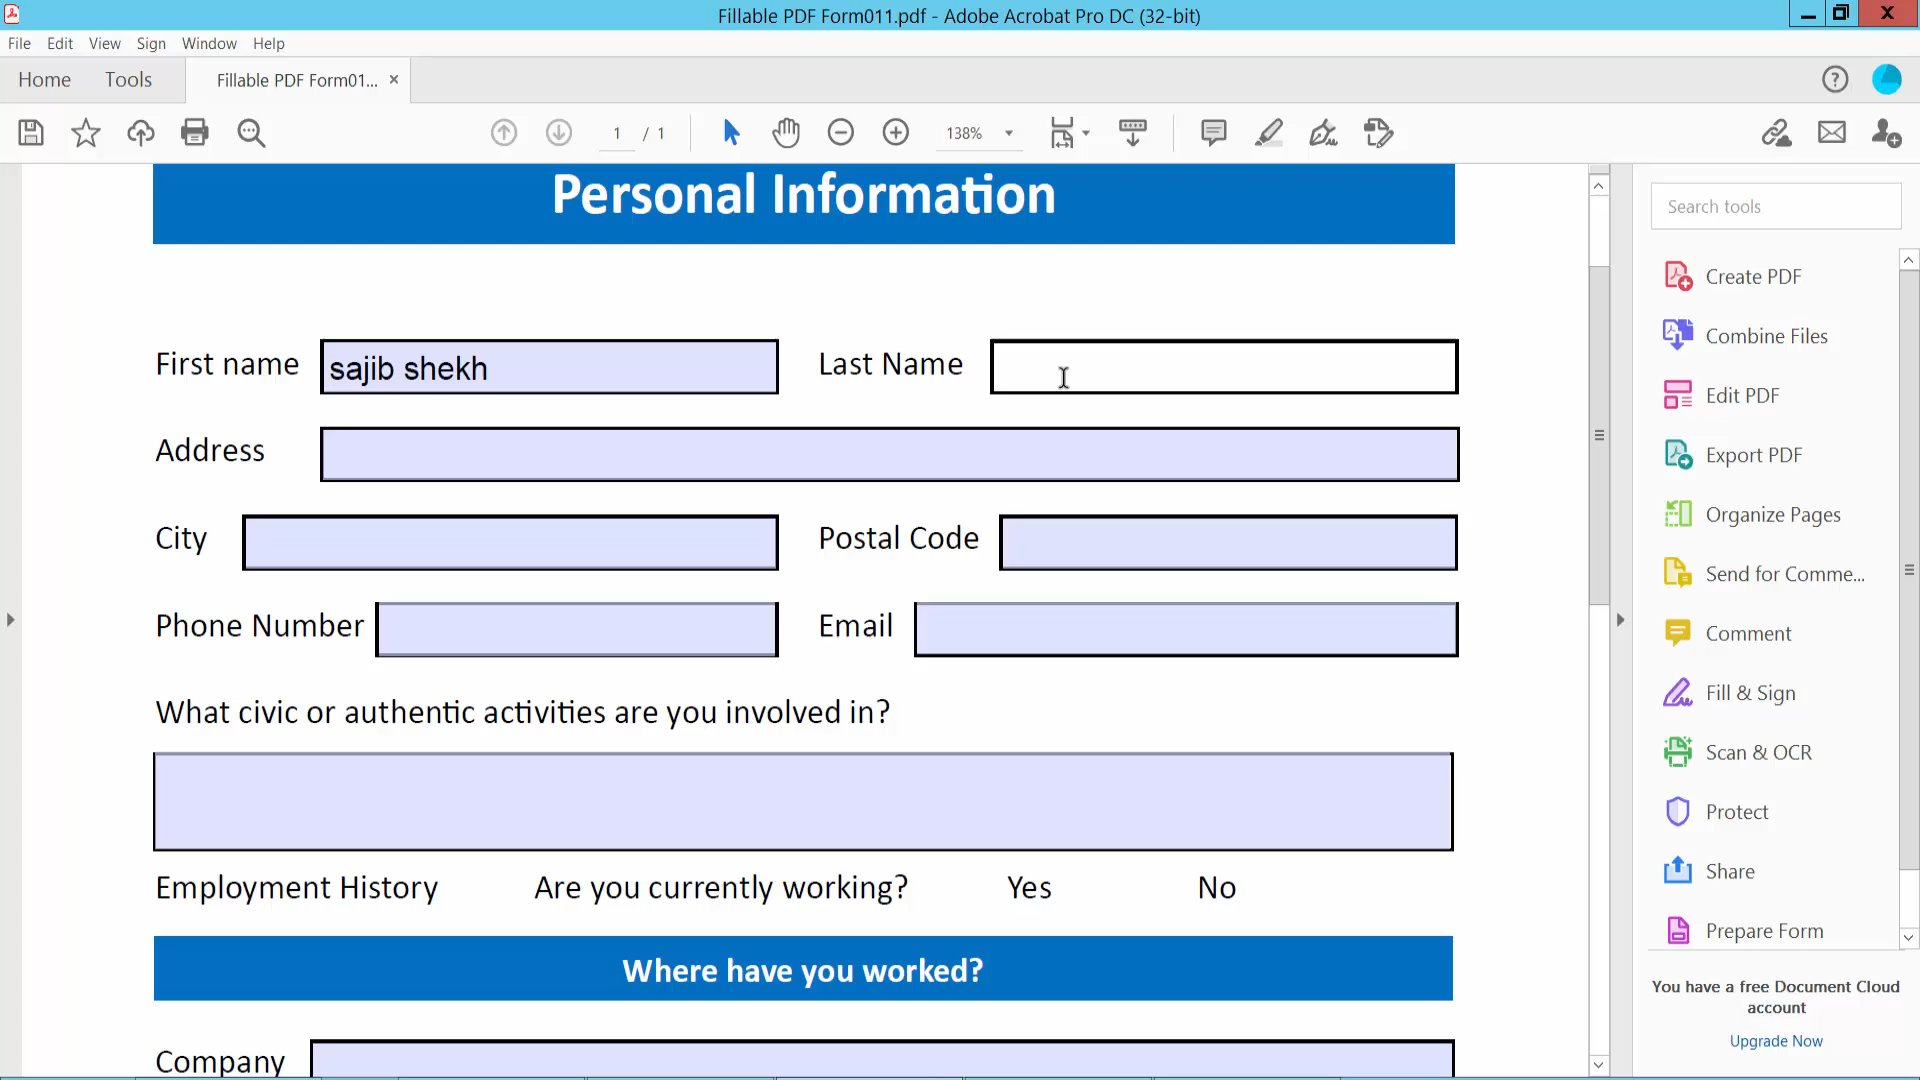 Fillable PDF Form011.pdf - Adobe Acrobat Pro DC (32-bit)
File Edit View Sign Window Help
Home Tools Fillable PDF Form01... ×
1 / 1 138%
Personal Information
First name sajib shekh Last Name
Address
City Postal Code
Phone Number Email
What civic or authentic activities are you involved in?
Employment History Are you currently working? Yes No
Where have you worked?
Company
Search tools
Create PDF
Combine Files
Edit PDF
Export PDF
Organize Pages
Send for Comme...
Comment
Fill & Sign
Scan & OCR
Protect
Share
Prepare Form
You have a free Document Cloud
account
Upgrade Now